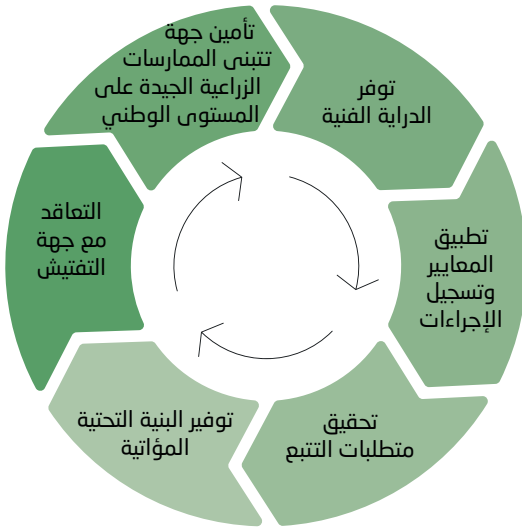 تأمين جهة
تتبنى الممارسات
الزراعية الجيدة على
المستوى الوطني
توفر
الدراية الفنية
تطبيق
المعايير
وتسجيل
الإجراءات
تحقيق
متطلبات التتبع
توفير البنية التحتية
المؤاتية
التعاقد
مع جهة
التفتيش